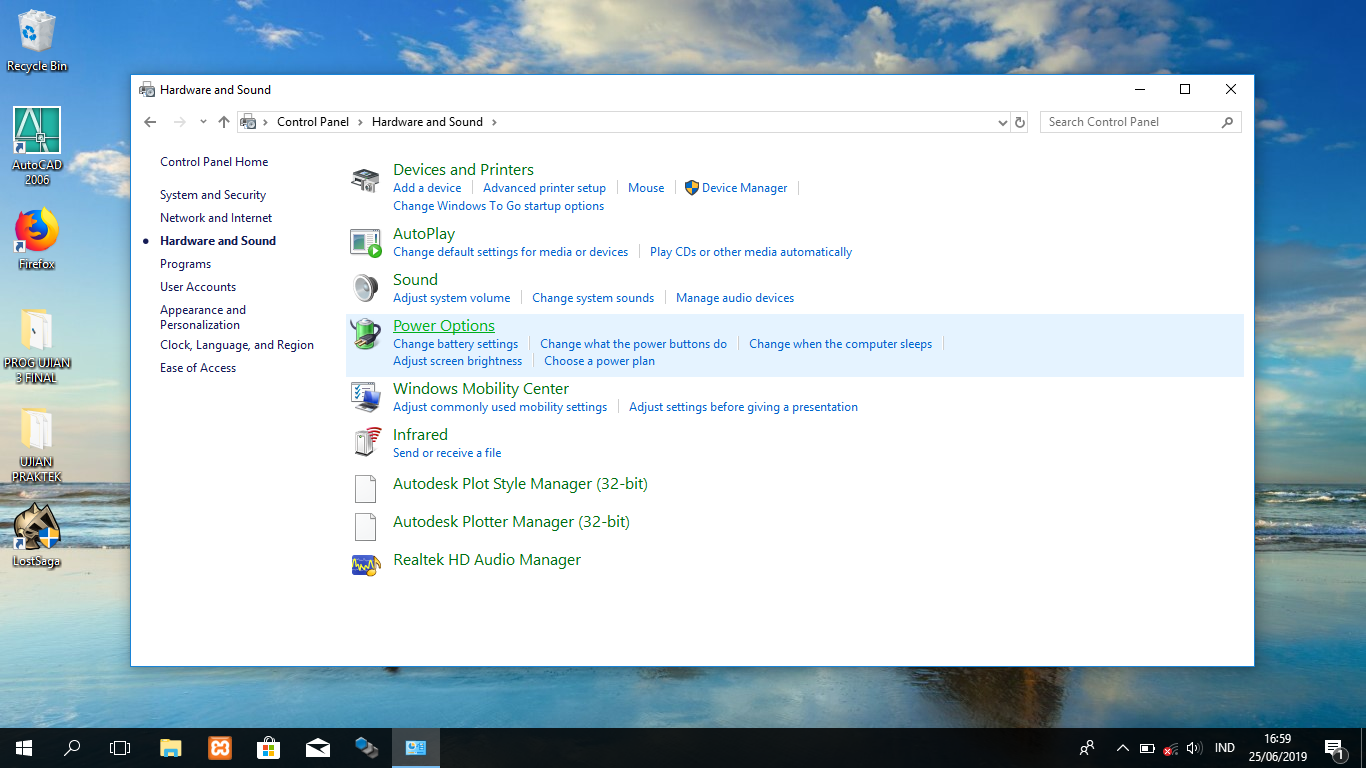 Recycle Bin
AutoCAD
2006
Firefox
PROG UJIAN
3 FINAL
UJIAN
PRAKTEK
LostSaga
Hardware and Sound
Control Panel
Hardware and Sound
Search Control Panel
Control Panel Home
System and Security
Network and Internet
Hardware and Sound
Programs
User Accounts
Appearance and
Personalization
Clock, Language, and Region
Ease of Access
Devices and Printers
Add a device
Advanced printer setup
Mouse
Device Manager
Change Windows To Go startup options
AutoPlay
Change default settings for media or devices
Play CDs or other media automatically
Sound
Adjust system volume
Change system sounds
Manage audio devices
Power Options
Change battery settings
Change what the power buttons do
Change when the computer sleeps
Adjust screen brightness
Choose a power plan
Windows Mobility Center
Adjust commonly used mobility settings
Adjust settings before giving a presentation
Infrared
Send or receive a file
Autodesk Plot Style Manager (32-bit)
Autodesk Plotter Manager (32-bit)
Realtek HD Audio Manager
IND
16:59
25/06/2019
1